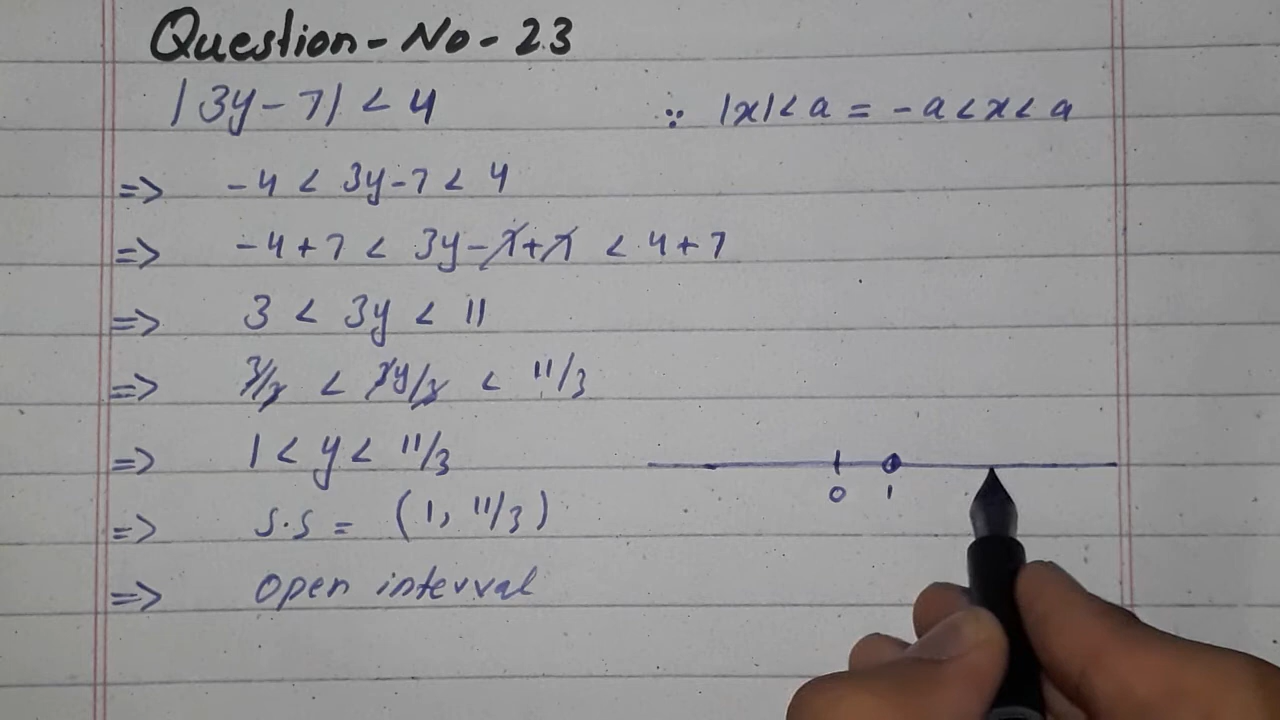 Question-No-23
|3y-7| < 4 ∵ |x| < a = -a < x < a
=> -4 < 3y-7 < 4
=> -4+7 < 3y-7+7 < 4+7
=> 3 < 3y < 11
=> 3/3 < 3y/3 < 11/3
=> 1 < y < 11/3
0 1
=> S.S = (1, 11/3)
=> open interval